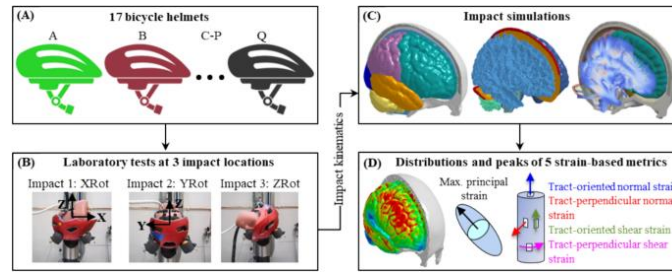 (A)
17 bicycle helmets
A
B
C-P
Q
(B)
Laboratory tests at 3 impact locations
Impact 1: XRot
Impact 2: YRot
Impact 3: ZRot
Z
X
Z
Y
Impact kinematics
(C)
Impact simulations
(D)
Distributions and peaks of 5 strain-based metrics
Max. principal
strain
Tract-oriented normal strain
Tract-perpendicular normal
strain
Tract-oriented shear strain
Tract-perpendicular shear
strain